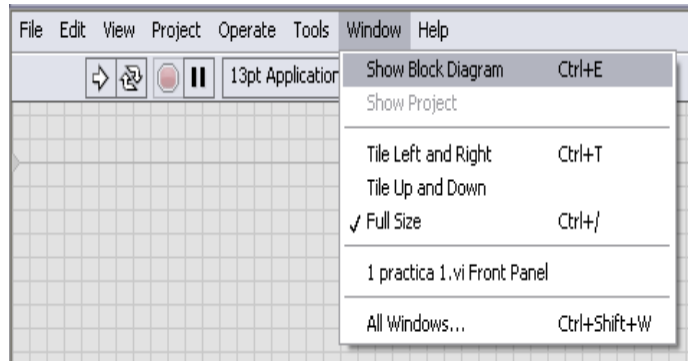 File Edit View Project Operate Tools Window Help
13pt Application
Show Block Diagram Ctrl+E
Show Project
Tile Left and Right Ctrl+T
Tile Up and Down
✓ Full Size Ctrl+/
1 practica 1.vi Front Panel
All Windows... Ctrl+Shift+W